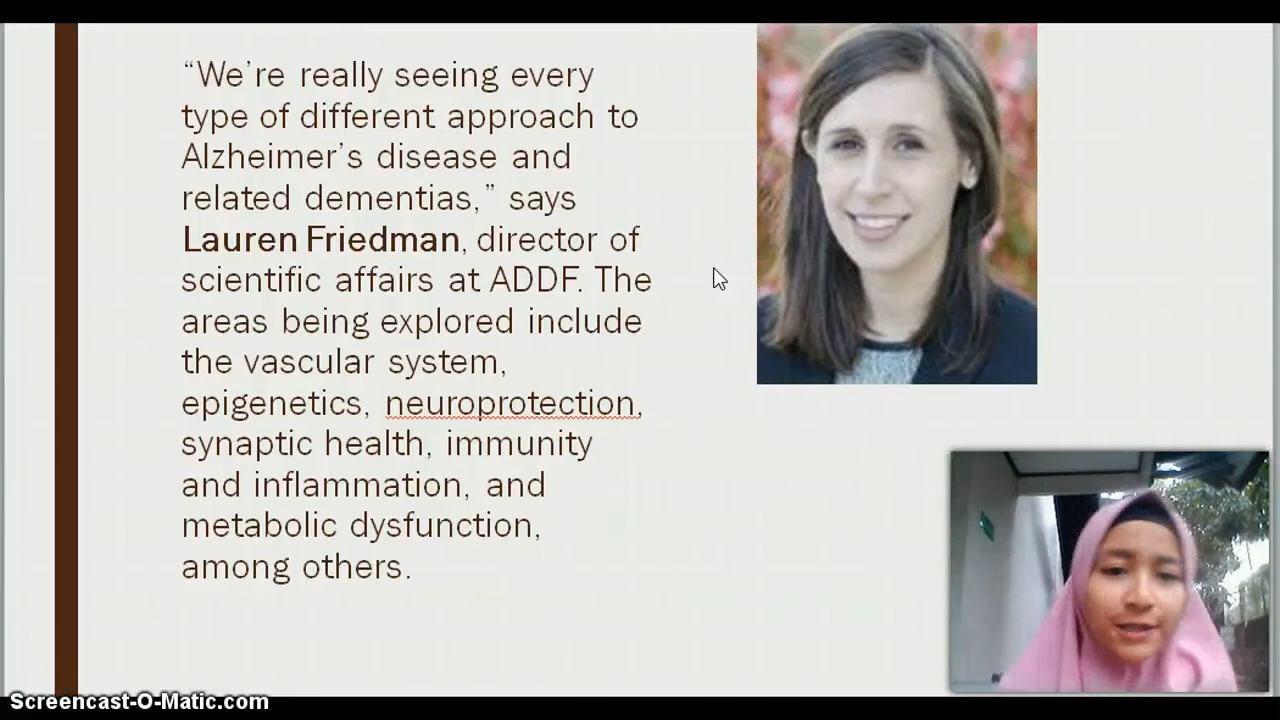 “We’re really seeing every
type of different approach to
Alzheimer’s disease and
related dementias,” says
Lauren Friedman, director of
scientific affairs at ADDF. The
areas being explored include
the vascular system,
epigenetics, neuroprotection,
synaptic health, immunity
and inflammation, and
metabolic dysfunction,
among others.
Screencast-O-Matic.com